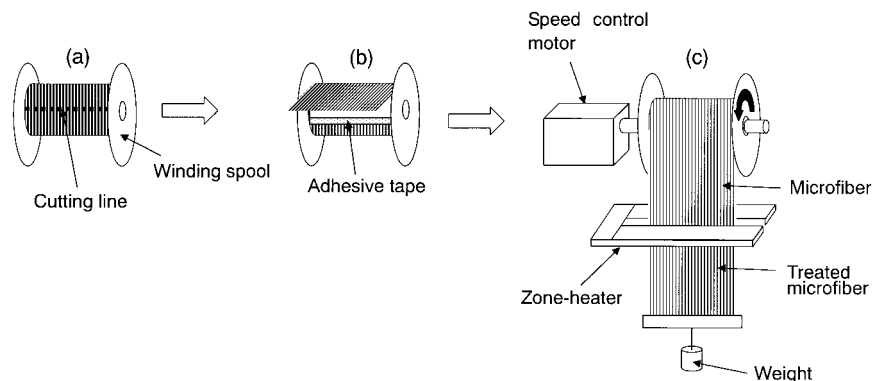 (a)
Cutting line
Winding spool
(b)
Adhesive tape
Speed control
motor
(c)
Microfiber
Zone-heater
Treated
microfiber
Weight